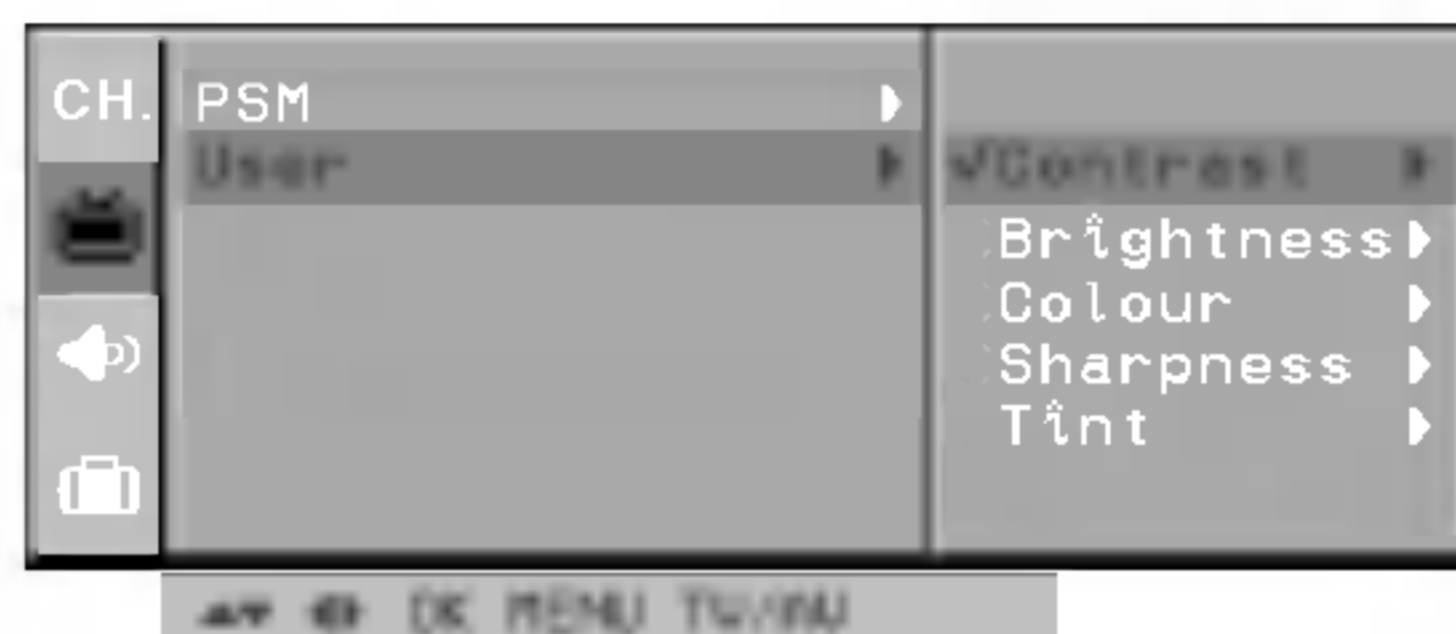 CH.
PSM
User
√Contrast
Brightness
Colour
Sharpness
Tint
OK MENU TV/AV